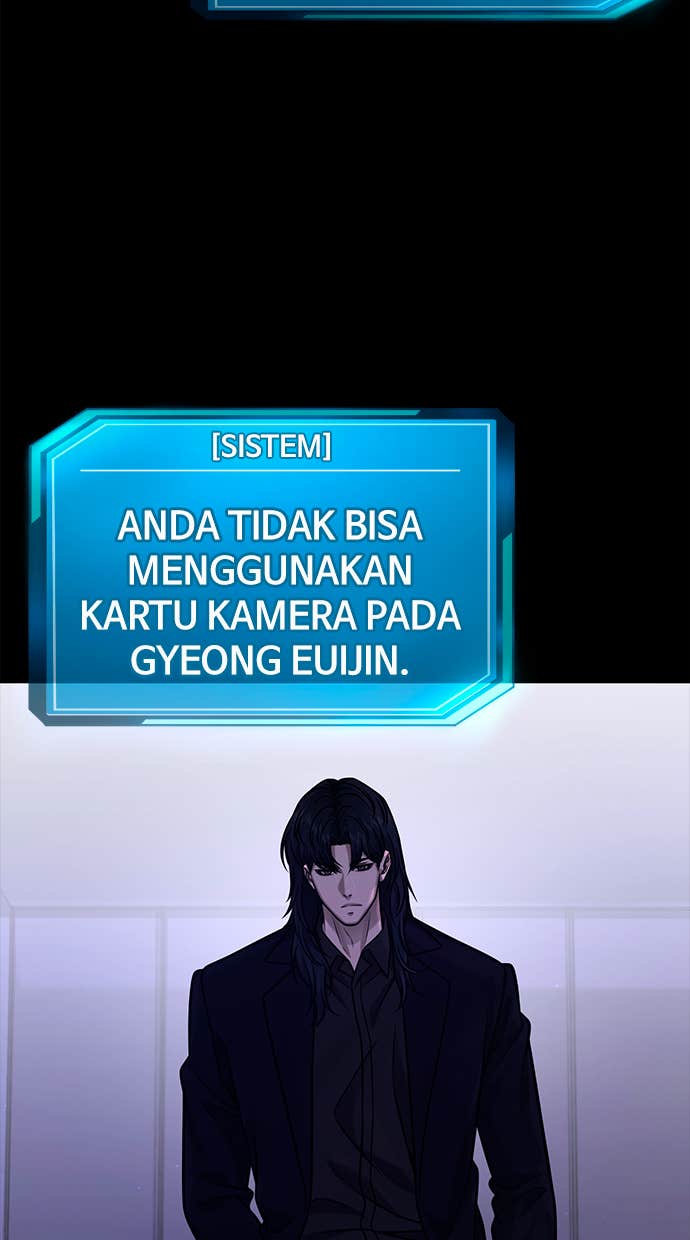 [SISTEM]
ANDA TIDAK BISA
MENGGUNAKAN
KARTU KAMERA PADA
GYEONG EUIJIN.